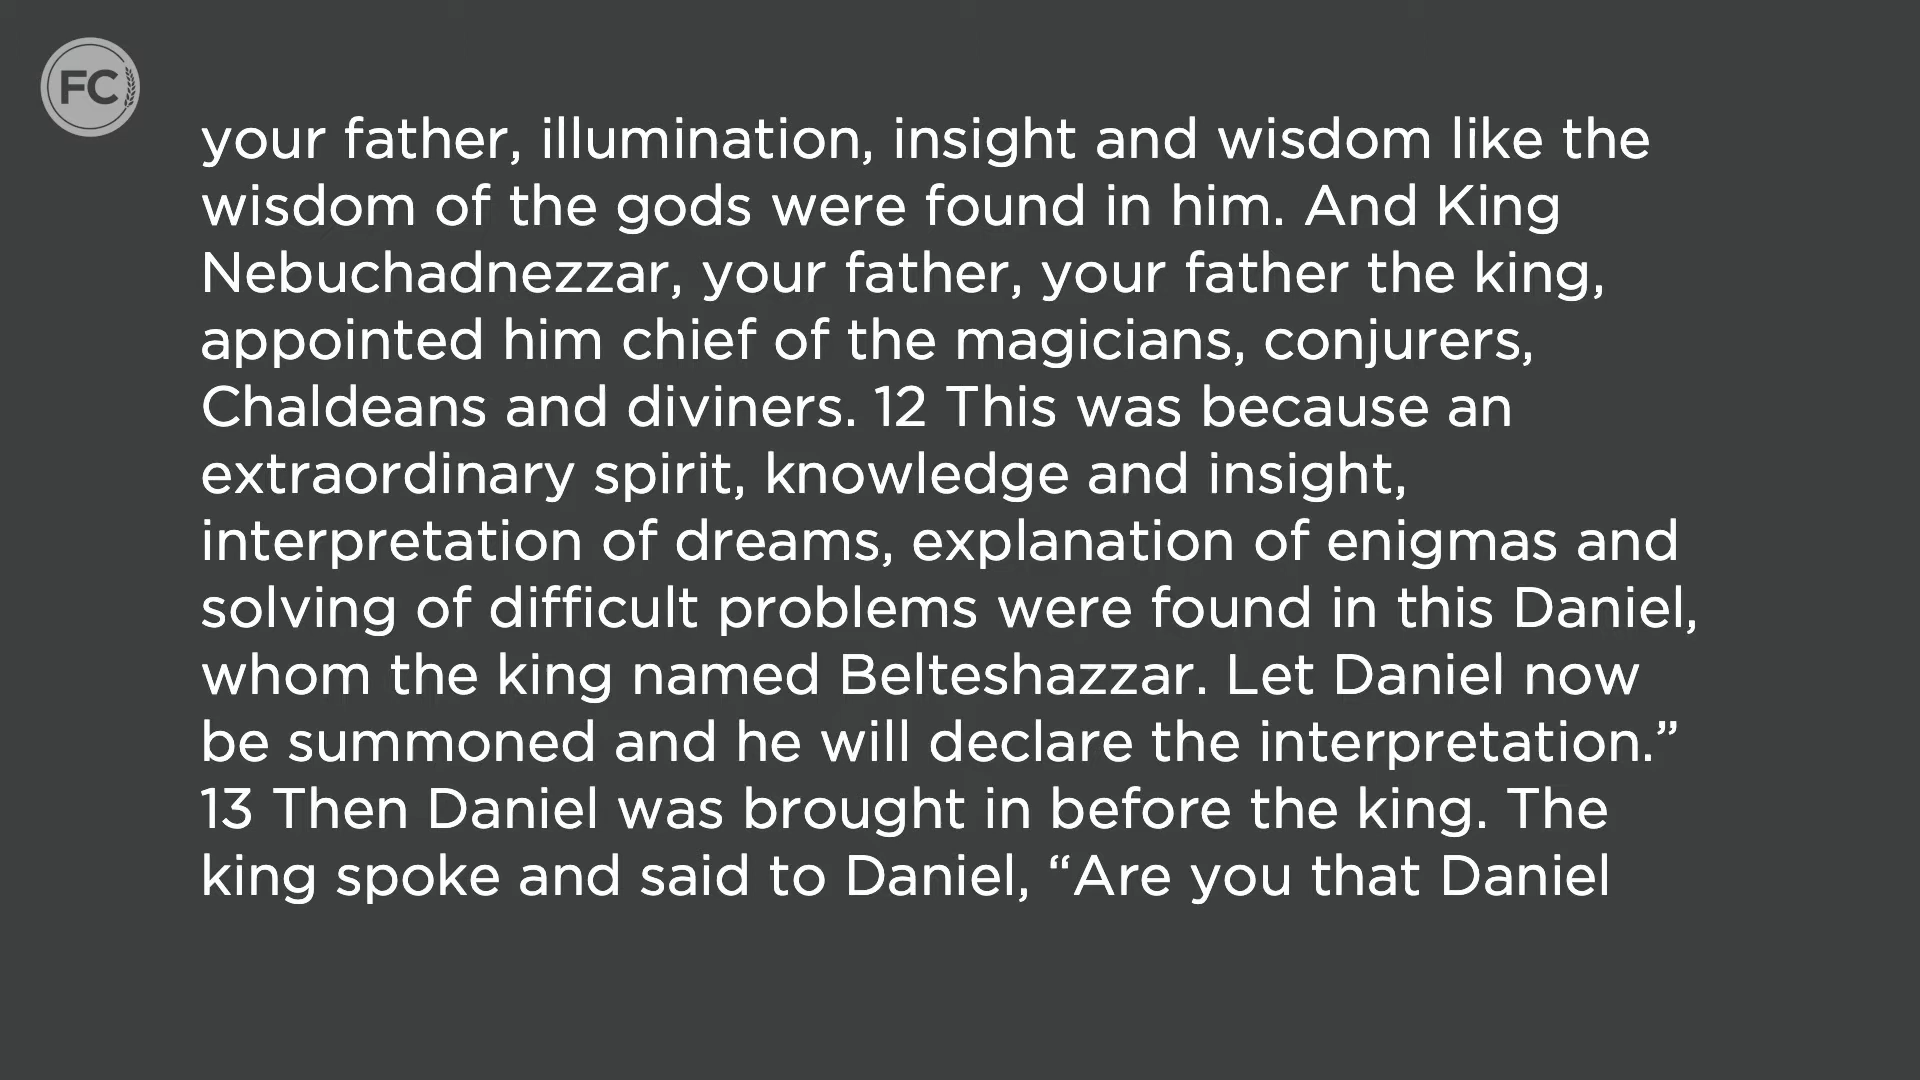 FC
your father, illumination, insight and wisdom like the
wisdom of the gods were found in him. And King
Nebuchadnezzar, your father, your father the king,
appointed him chief of the magicians, conjurers,
Chaldeans and diviners. 12 This was because an
extraordinary spirit, knowledge and insight,
interpretation of dreams, explanation of enigmas and
solving of difficult problems were found in this Daniel,
whom the king named Belteshazzar. Let Daniel now
be summoned and he will declare the interpretation.”
13 Then Daniel was brought in before the king. The
king spoke and said to Daniel, “Are you that Daniel